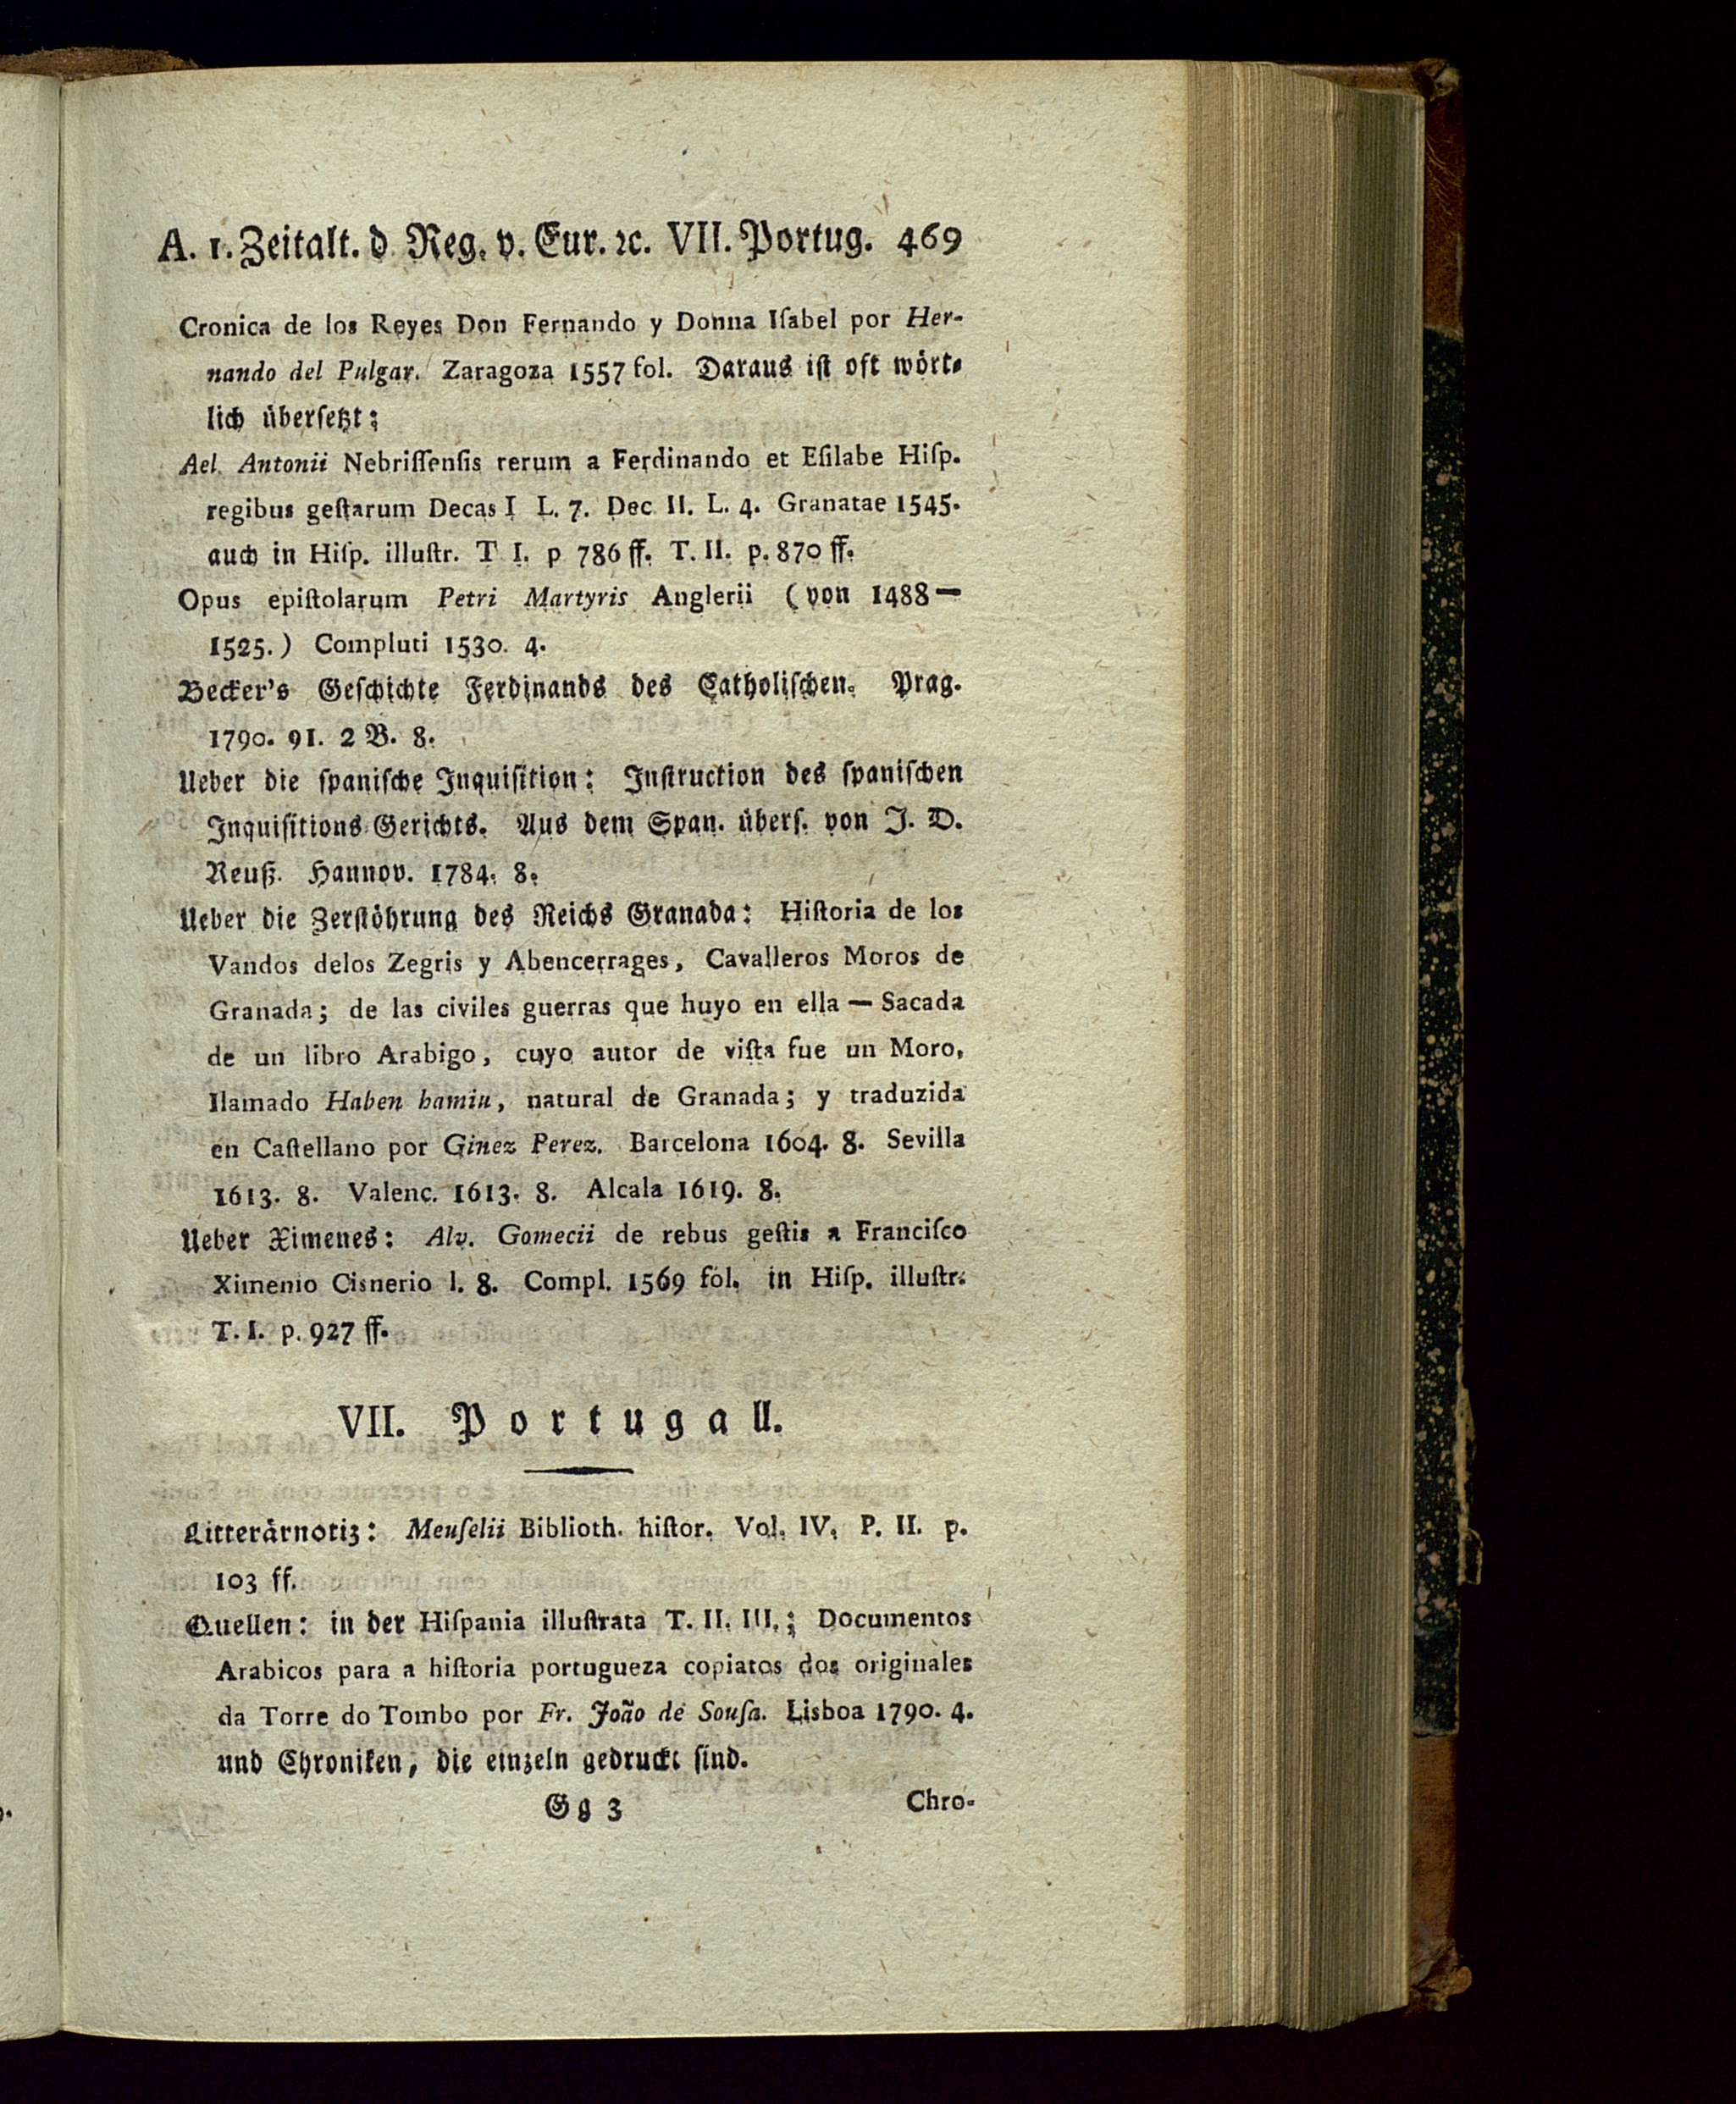 A. 1. Zeitalt. d Reg. v. Eur. ꝛc. VII. Portug. 469
Cronica de los Reyes Don Fernando y Donna Iſabel por Her-
nando del Pulgar. Zaragoza 1557 fol. Daraus iſt oft wört-
lich überſetzt:
Ael. Antonii Nebriſſenſis rerum a Ferdinando et Eſilabe Hiſp.
regibus geſtarum Decas I L. 7. Dec II. L. 4. Granatae 1545.
auch in Hiſp. illuſtr. T I. p 786 ff. T. II. p. 870 ff.
Opus epiſtolarum Petri Martyris Anglerii (von 1488—
1525.) Compluti 1530. 4.
Becker's Geſchichte Ferdinands des Catholiſchen. Prag.
1790. 91. 2 B. 8.
Ueber die ſpaniſche Inquiſition: Inſtruction des ſpaniſchen
Inquiſitions-Gerichts. Aus dem Span. überſ. von J. D.
Reuß. Hannov. 1784. 8.
Ueber die Zerſtöhrung des Reichs Granada: Hiſtoria de los
Vandos delos Zegris y Abencerrages, Cavalleros Moros de
Granada; de las civiles guerras que huyo en ella — Sacada
de un libro Arabigo, cuyo autor de viſta fue un Moro,
llamado Haben hamin, natural de Granada; y traduzida
en Caſtellano por Ginez Perez. Barcelona 1604. 8. Sevilla
1613. 8. Valenc. 1613. 8. Alcala 1619. 8.
Ueber Ximenes: Alv. Gomecii de rebus geſtis a Franciſco
Ximenio Cisnerio l. 8. Compl. 1569 fol. in Hiſp. illuſtr.
T. I. p. 927 ff.
VII. Portugall.
Litterärnotiz: Meuſelii Biblioth. hiſtor. Vol. IV. P. II. p.
103 ff.
Quellen: in der Hiſpania illuſtrata T. II. III.; Documentos
Arabicos para a hiſtoria portugueza copiatos dos originales
da Torre do Tombo por Fr. João de Souſa. Lisboa 1790. 4.
und Chroniken, die einzeln gedruckt ſind.
Gg 3 Chro-